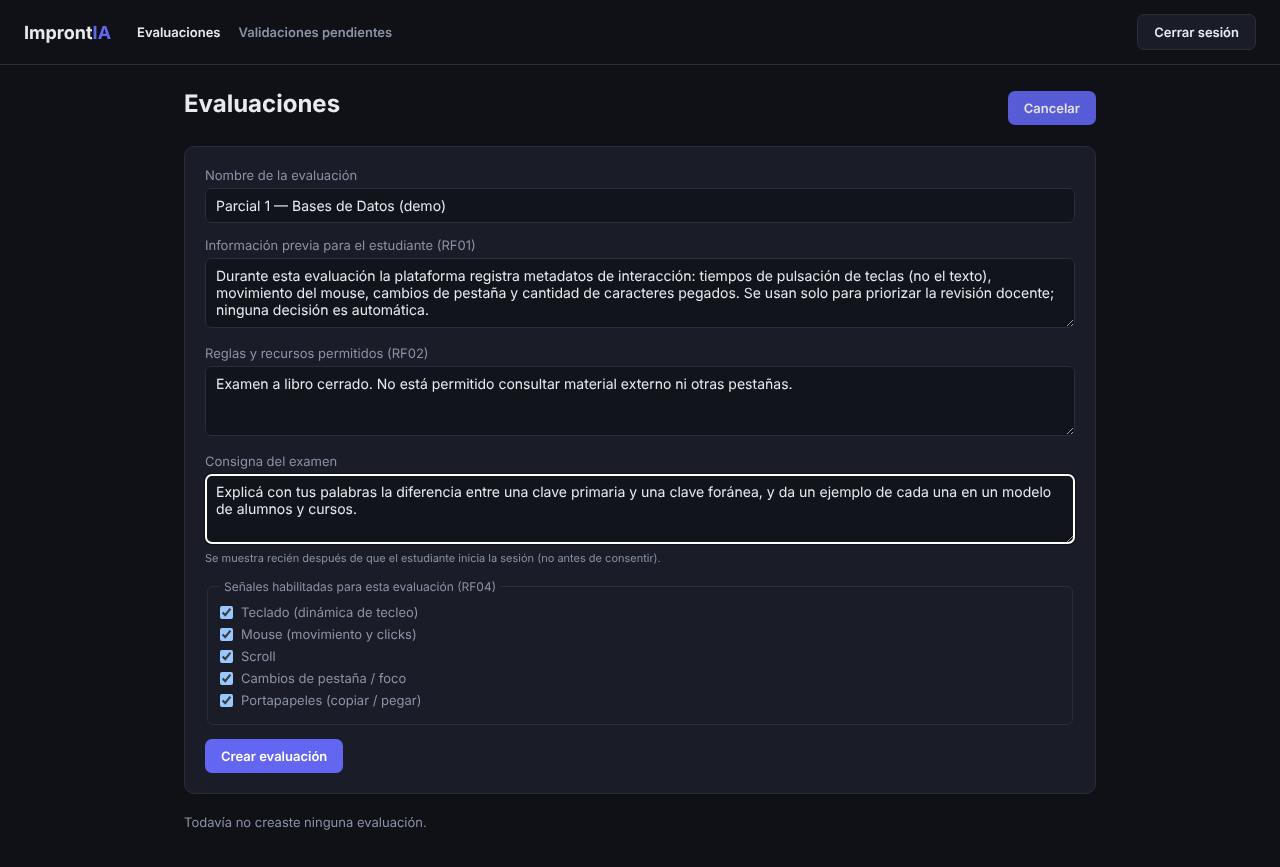 ImprontIA Evaluaciones Validaciones pendientes Cerrar sesión
Evaluaciones
Cancelar
Nombre de la evaluación
Parcial 1 — Bases de Datos (demo)
Información previa para el estudiante (RF01)
Durante esta evaluación la plataforma registra metadatos de interacción: tiempos de pulsación de teclas (no el texto),
movimiento del mouse, cambios de pestaña y cantidad de caracteres pegados. Se usan solo para priorizar la revisión docente;
ninguna decisión es automática.
Reglas y recursos permitidos (RF02)
Examen a libro cerrado. No está permitido consultar material externo ni otras pestañas.
Consigna del examen
Explicá con tus palabras la diferencia entre una clave primaria y una clave foránea, y da un ejemplo de cada una en un modelo
de alumnos y cursos.
Se muestra recién después de que el estudiante inicia la sesión (no antes de consentir).
Señales habilitadas para esta evaluación (RF04)
Teclado (dinámica de tecleo)
Mouse (movimiento y clicks)
Scroll
Cambios de pestaña / foco
Portapapeles (copiar / pegar)
Crear evaluación
Todavía no creaste ninguna evaluación.